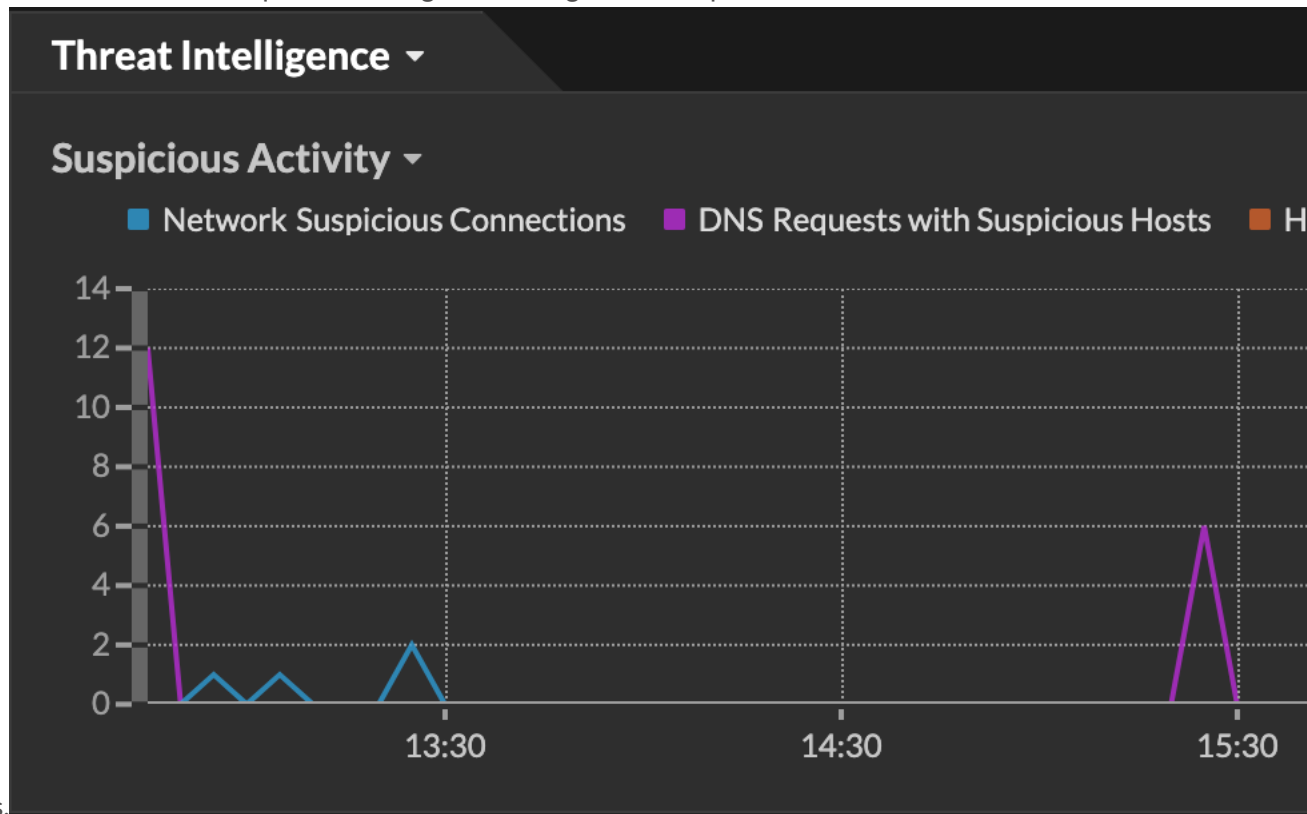 Threat Intelligence
Suspicious Activity
Network Suspicious Connections DNS Requests with Suspicious Hosts H
14
12
10
8
6
4
2
0
13:30 14:30 15:30